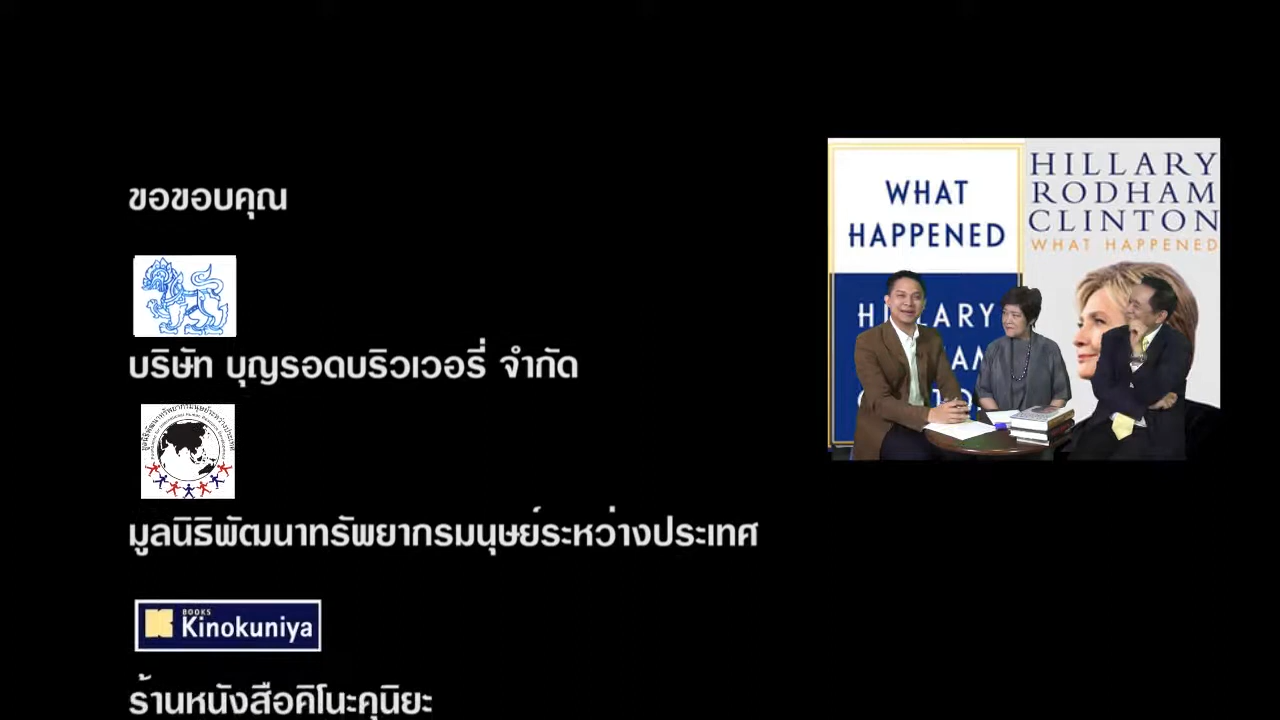 ขอขอบคุณ
บริษัท บุญรอดบริวเวอรี่ จำกัด
มูลนิธิพัฒนาทรัพยากรมนุษย์ระหว่างประเทศ
BOOKS
Kinokuniya
ร้านหนังสือคิโนะคุนิยะ
WHAT
HAPPENED
HILLARY
RODHAM
CLINTON
WHAT HAPPENED